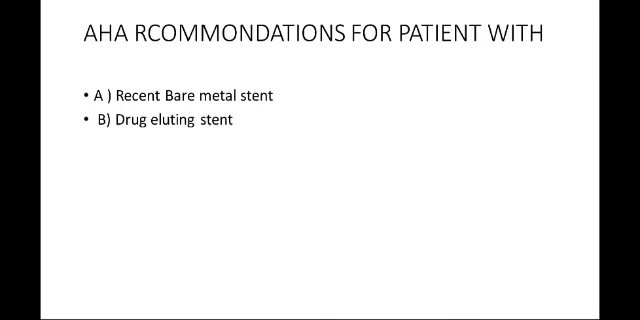 AHA RCOMMONDATIONS FOR PATIENT WITH
• A ) Recent Bare metal stent
• B) Drug eluting stent